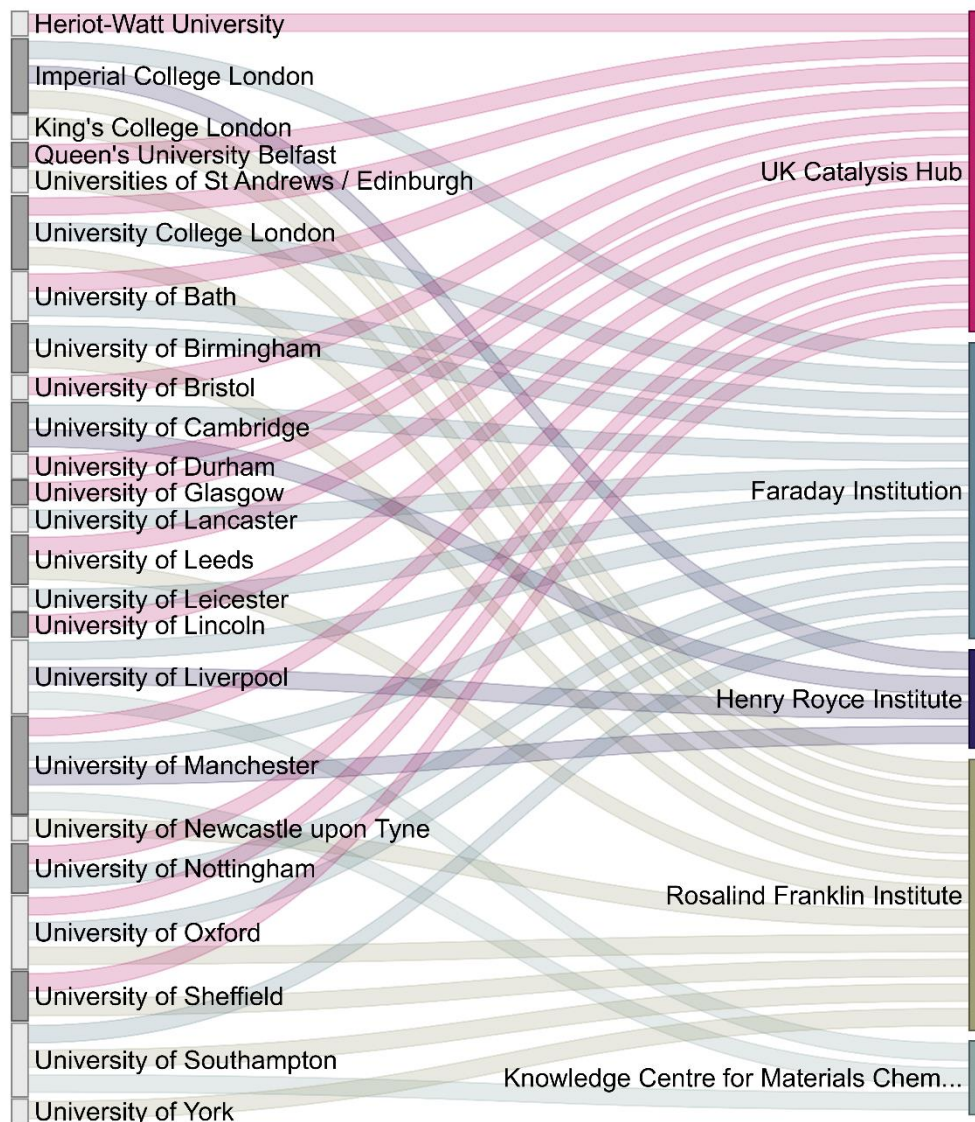 Heriot-Watt University
Imperial College London
King's College London
Queen's University Belfast
Universities of St Andrews / Edinburgh
University College London
University of Bath
University of Birmingham
University of Bristol
University of Cambridge
University of Durham
University of Glasgow
University of Lancaster
University of Leeds
University of Leicester
University of Lincoln
University of Liverpool
University of Manchester
University of Newcastle upon Tyne
University of Nottingham
University of Oxford
University of Sheffield
University of Southampton
University of York
UK Catalysis Hub
Faraday Institution
Henry Royce Institute
Rosalind Franklin Institute
Knowledge Centre for Materials Chem...